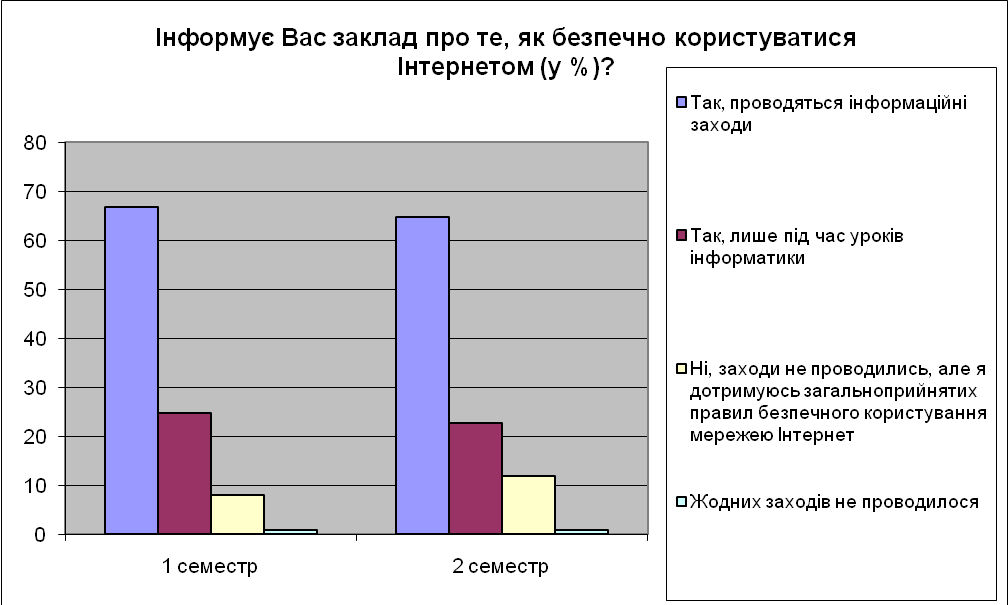 Інформує Вас заклад про те, як безпечно користуватися
Інтернетом (у %)?
80
70
60
50
40
30
20
10
0
1 семестр
2 семестр
Так, проводяться інформаційні
заходи
Так, лише під час уроків
інформатики
Ні, заходи не проводились, але я
дотримуюсь загальноприйнятих
правил безпечного користування
мережею Інтернет
Жодних заходів не проводилося